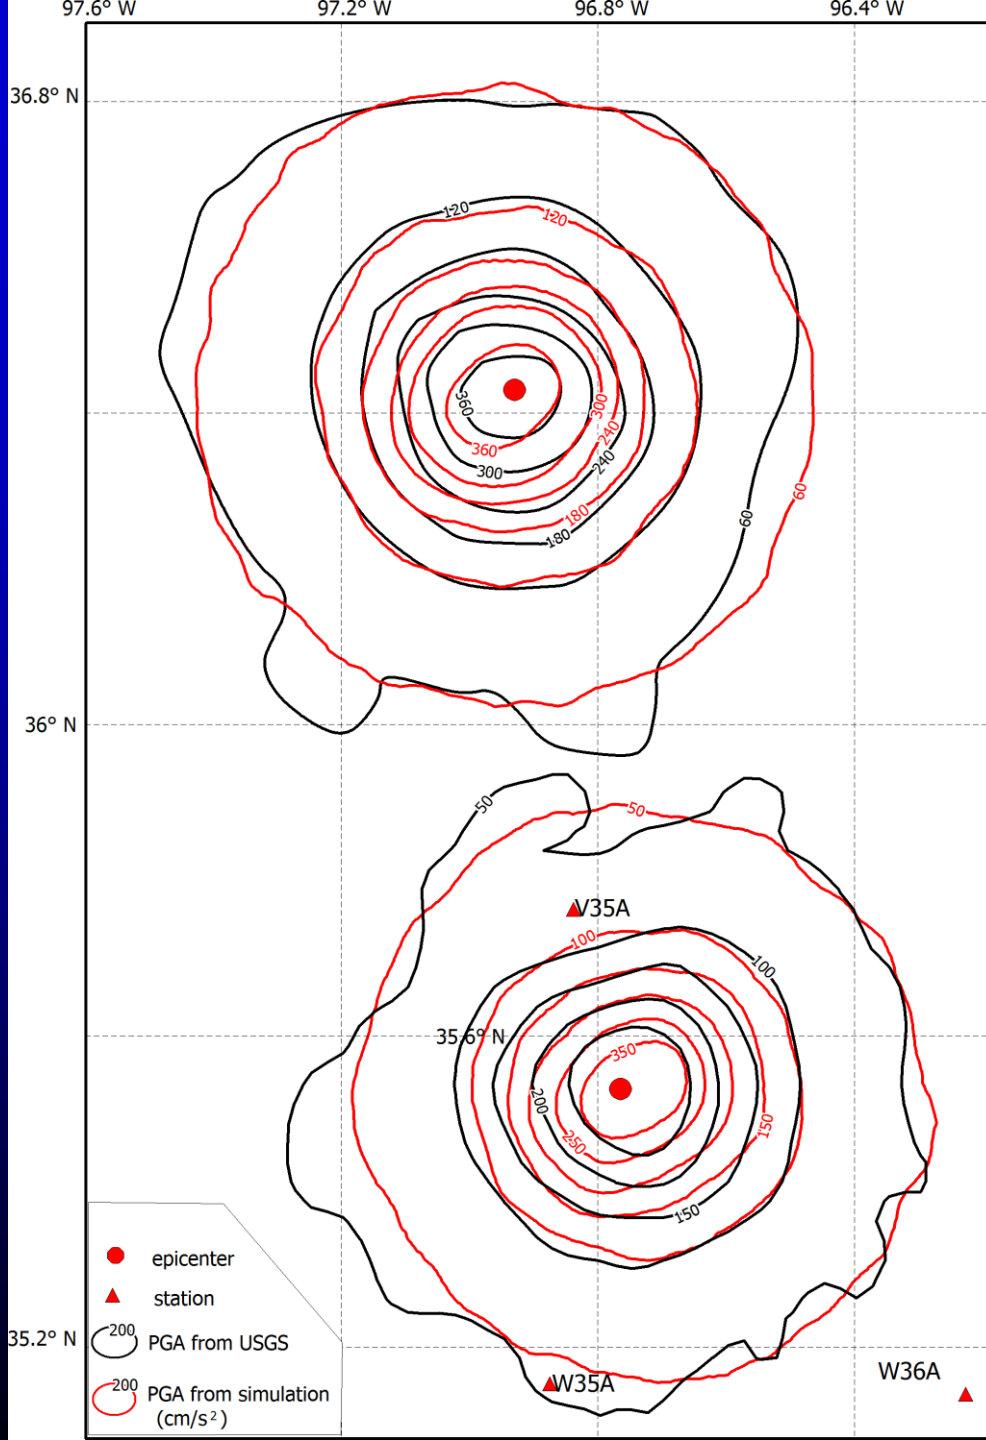 97.6° W 97.2° W 96.8° W 96.4° W
36.8° N
120
120
360
300
360
240
300
240
60
60
180
180
36° N
50
50
V35A
100
100
35.6° N
350
200
150
250
150
epicenter
station
200 PGA from USGS
35.2° N
200 PGA from simulation
(cm/s²)
W35A
W36A